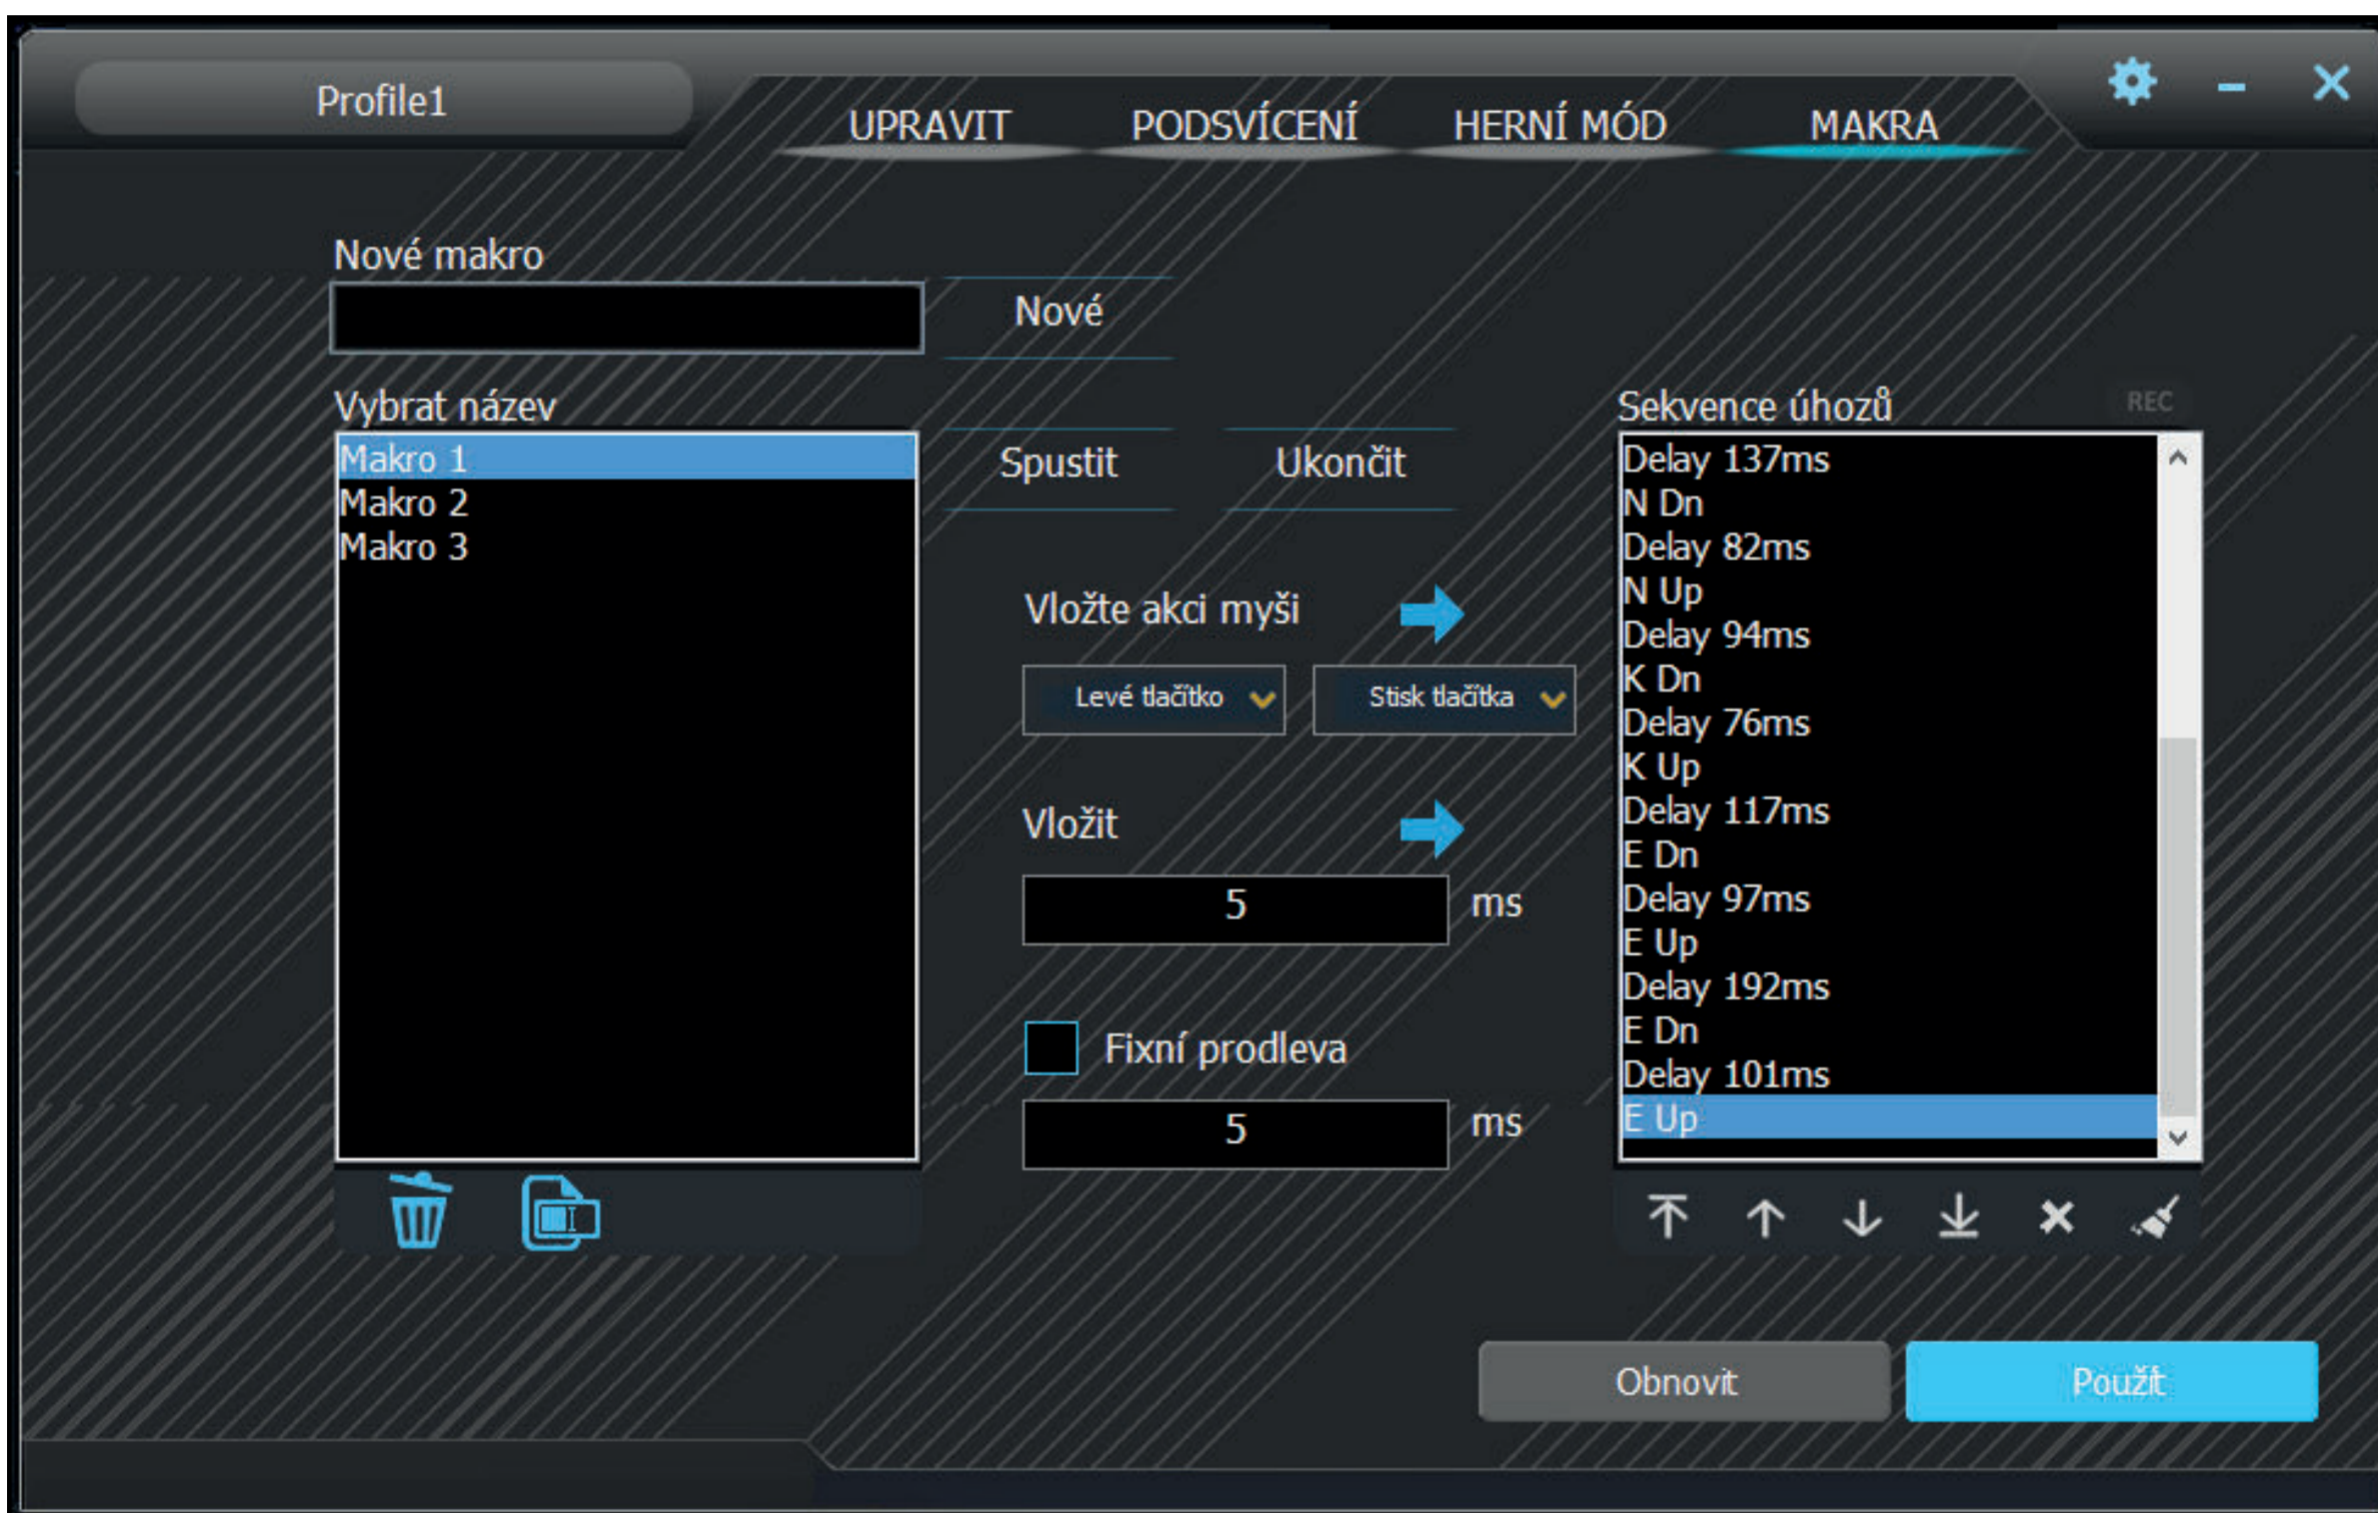 Profile1
UPRAVIT
PODSVÍCENÍ
HERNÍ MÓD
MAKRA
Nové makro
Nové
Vybrat název
Makro 1
Makro 2
Makro 3
Spustit
Ukončit
Vložte akci myši
Levé tlačítko
Stisk tlačítka
Vložit
5 ms
Fixní prodleva
5 ms
Sekvence úhozů
REC
Delay 137ms
N Dn
Delay 82ms
N Up
Delay 94ms
K Dn
Delay 76ms
K Up
Delay 117ms
E Dn
Delay 97ms
E Up
Delay 192ms
E Dn
Delay 101ms
E Up
Obnovit
Použít